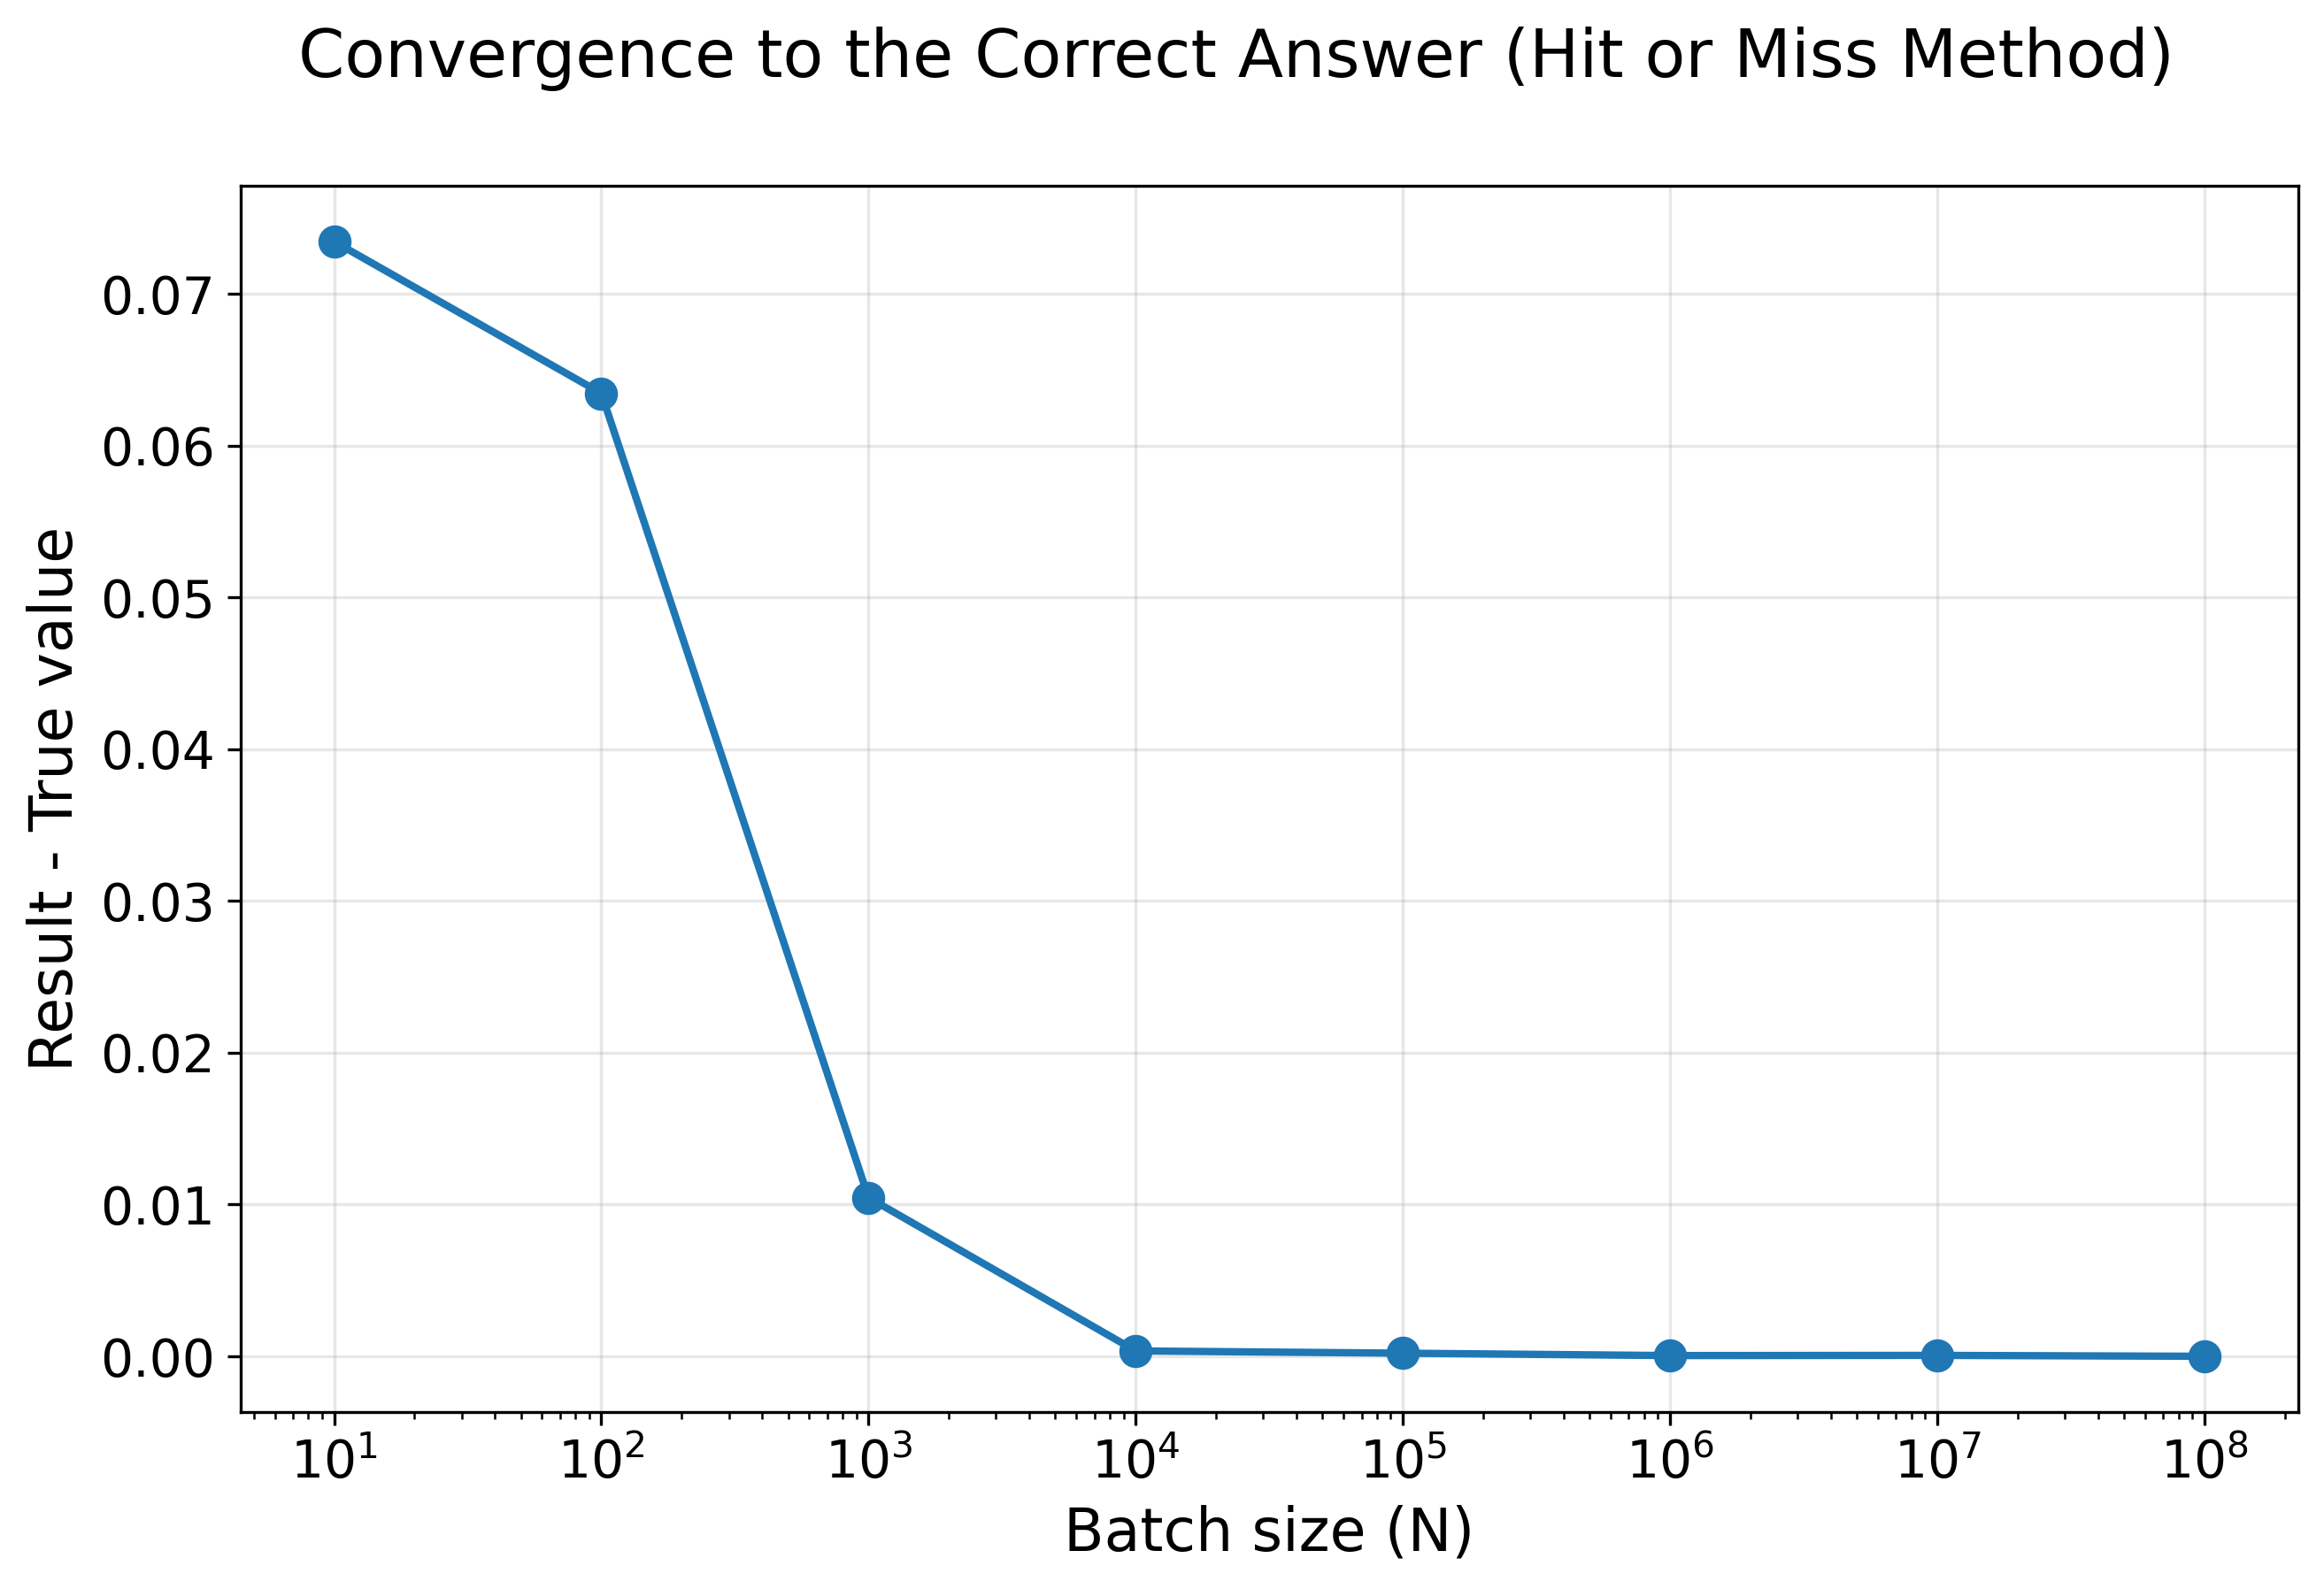 Convergence to the Correct Answer (Hit or Miss Method)
Result - True value
0.07
0.06
0.05
0.04
0.03
0.02
0.01
0.00
10¹ 10² 10³ 10⁴ 10⁵ 10⁶ 10⁷ 10⁸
Batch size (N)